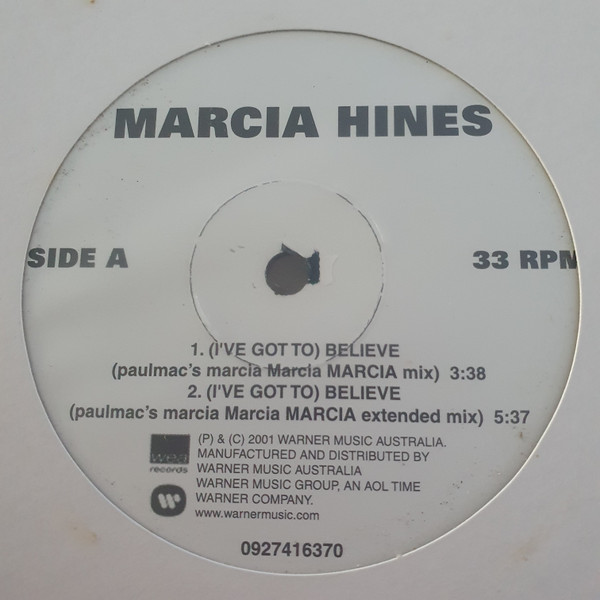 MARCIA HINES
SIDE A
33 RPM
1. (I'VE GOT TO) BELIEVE
(paulmac's marcia Marcia MARCIA mix) 3:38
2. (I'VE GOT TO) BELIEVE
(paulmac's marcia Marcia MARCIA extended mix) 5:37
wea
records
(P) & (C) 2001 WARNER MUSIC AUSTRALIA.
MANUFACTURED AND DISTRIBUTED BY
WARNER MUSIC AUSTRALIA
WARNER MUSIC GROUP, AN AOL TIME
WARNER COMPANY.
www.warnermusic.com
0927416370